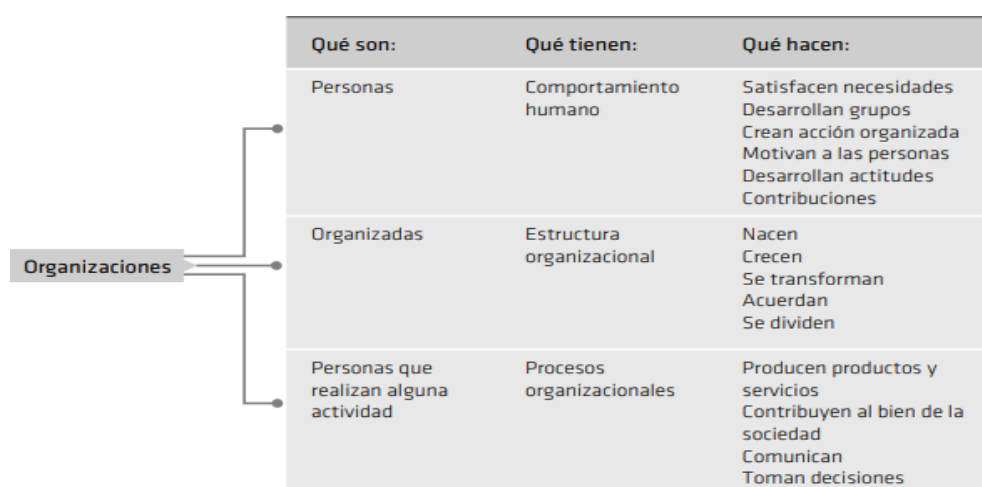 Qué son:
Qué tienen:
Qué hacen:
Personas
Comportamiento
humano
Satisfacen necesidades
Desarrollan grupos
Crean acción organizada
Motivan a las personas
Desarrollan actitudes
Contribuciones
Organizaciones
Organizadas
Estructura
organizacional
Nacen
Crecen
Se transforman
Acuerdan
Se dividen
Personas que
realizan alguna
actividad
Procesos
organizacionales
Producen productos y
servicios
Contribuyen al bien de la
sociedad
Comunican
Toman decisiones